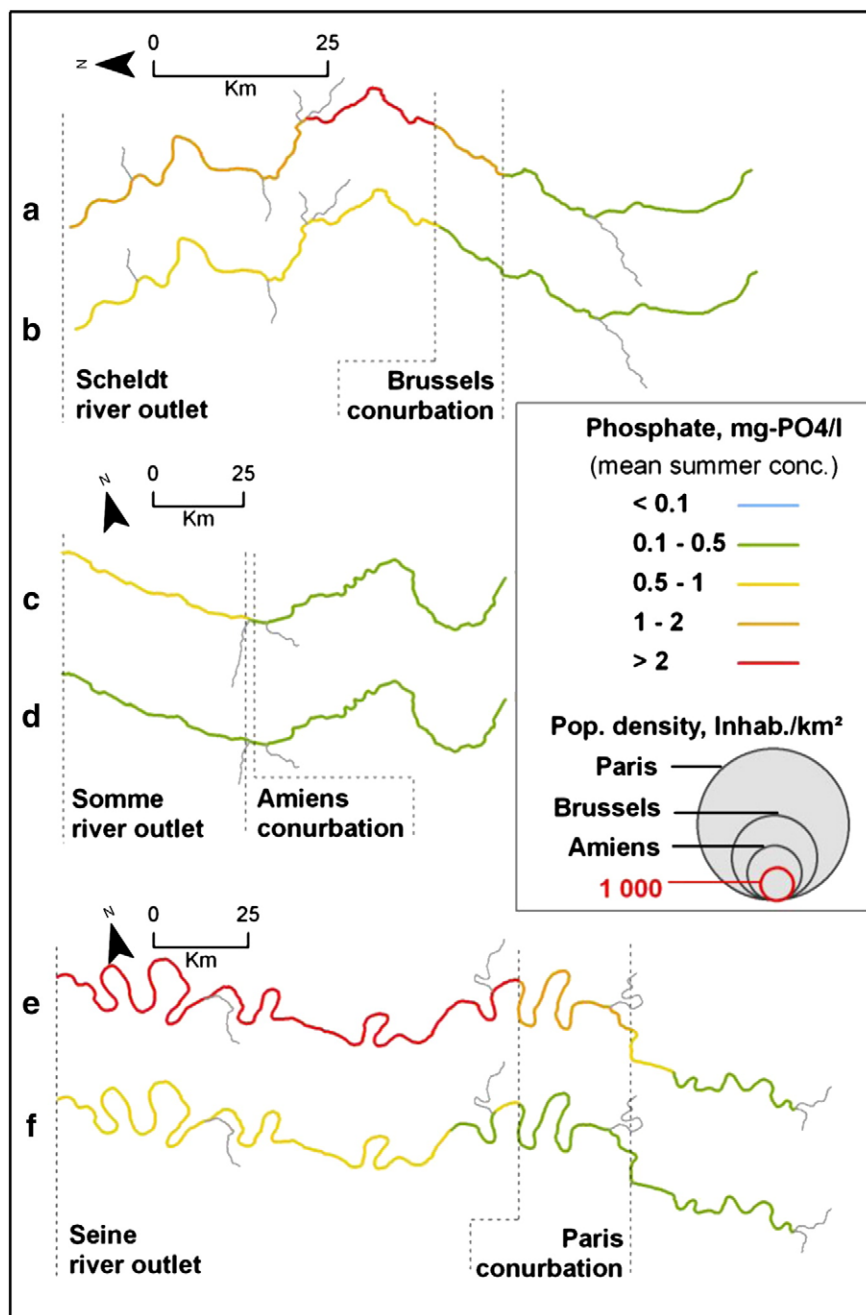 0 25
Km
N
a
b
Scheldt
river outlet
Brussels
conurbation
Phosphate, mg-PO4/l
(mean summer conc.)
< 0.1
0.1 - 0.5
0.5 - 1
1 - 2
> 2
Pop. density, Inhab./km²
Paris
Brussels
Amiens
1 000
N
0 25
Km
c
d
Somme
river outlet
Amiens
conurbation
N
0 25
Km
e
f
Seine
river outlet
Paris
conurbation